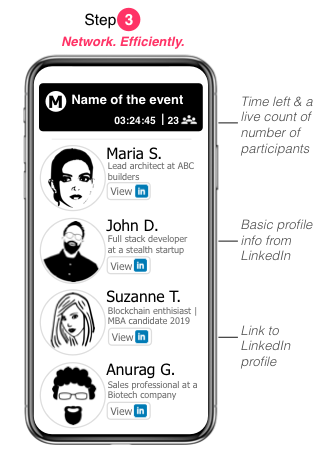 Step 3
Network. Efficiently.
M Name of the event
03:24:45 | 23
Time left & a
live count of
number of
participants
Maria S.
Lead architect at ABC
builders
View in
John D.
Full stack developer
at a stealth startup
View in
Basic profile
info from
LinkedIn
Suzanne T.
Blockchain enthisiast |
MBA candidate 2019
View in
Link to
LinkedIn
profile
Anurag G.
Sales professional at a
Biotech company
View in